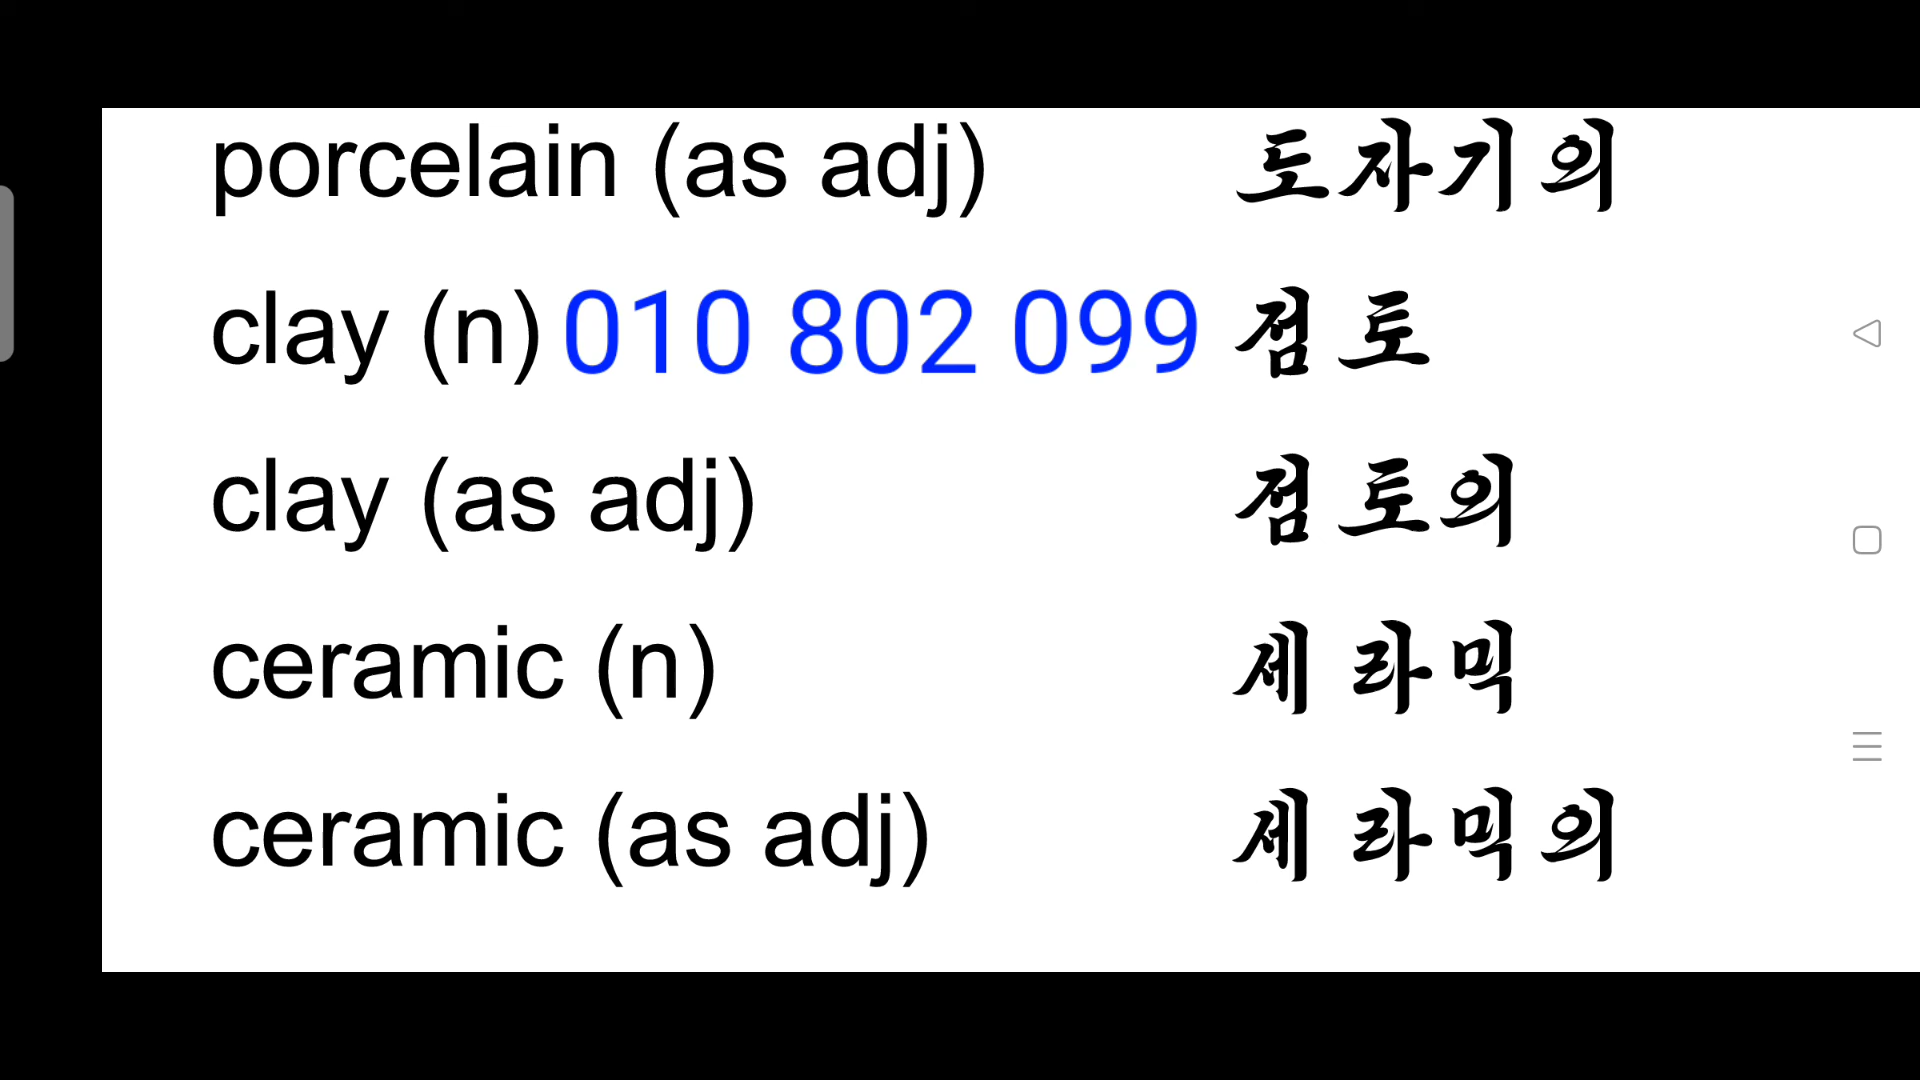 porcelain (as adj) 도자기의
clay (n) 010 802 099 점토
clay (as adj) 점토의
ceramic (n) 세라믹
ceramic (as adj) 세라믹의